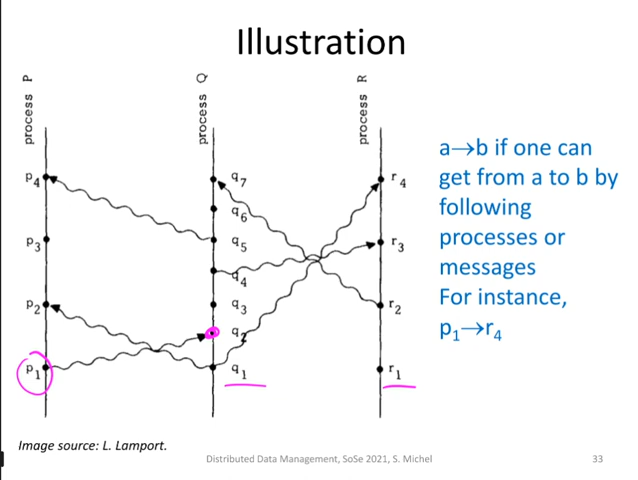 Illustration
process P
process Q
process R
p4
p3
p2
p1
q7
q6
q5
q4
q3
q2
q1
r4
r3
r2
r1
a→b if one can
get from a to b by
following
processes or
messages
For instance,
p1→r4
Image source: L. Lamport.
Distributed Data Management, SoSe 2021, S. Michel
33